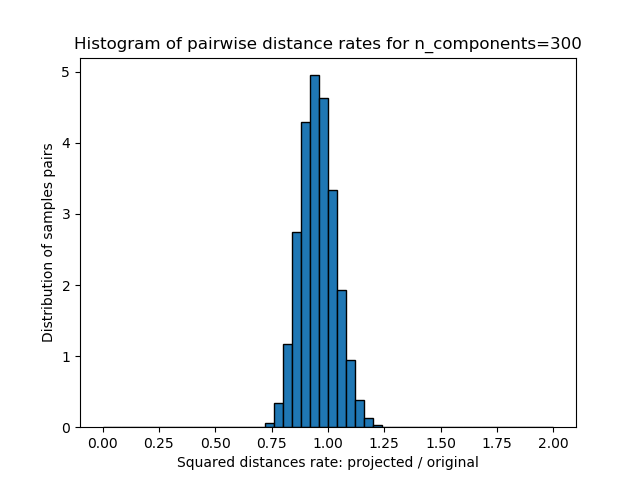 Histogram of pairwise distance rates for n_components=300
Distribution of samples pairs
5
4
3
2
1
0
0.00 0.25 0.50 0.75 1.00 1.25 1.50 1.75 2.00
Squared distances rate: projected / original